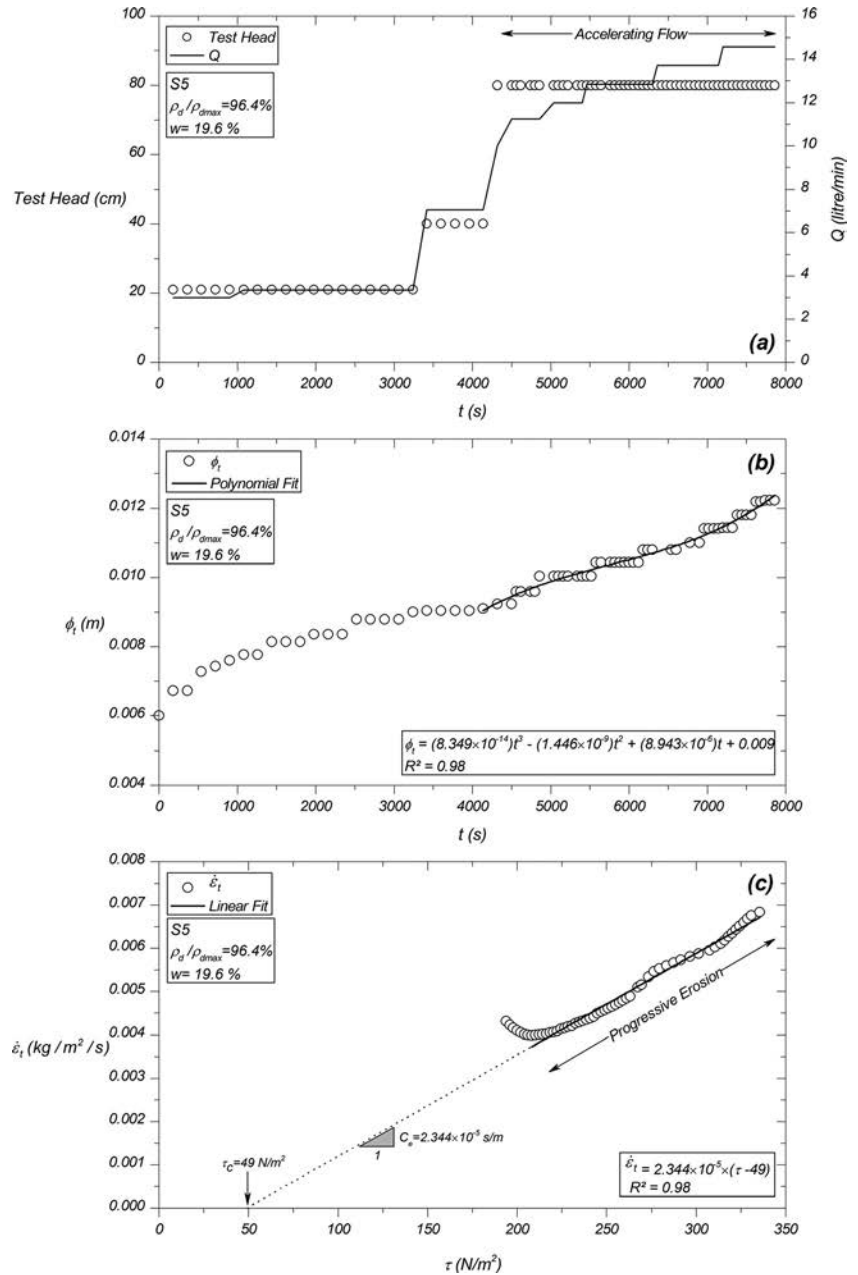 100
80
60
40
20
0
Test Head (cm)
Test Head
Q
S5
ρd /ρdmax=96.4%
w= 19.6 %
Accelerating Flow
16
14
12
10
8
6
4
2
0
Q (litre/min)
(a)
0 1000 2000 3000 4000 5000 6000 7000 8000
t (s)
0.014
0.012
0.010
0.008
0.006
0.004
ϕt (m)
ϕt
Polynomial Fit
S5
ρd /ρdmax=96.4%
w= 19.6 %
(b)
ϕt = (8.349×10⁻¹⁴)t³ - (1.446×10⁻⁹)t² + (8.943×10⁻⁶)t + 0.009
R² = 0.98
0 1000 2000 3000 4000 5000 6000 7000 8000
t (s)
0.008
0.007
0.006
0.005
0.004
0.003
0.002
0.001
0.000
ε̇t (kg / m² / s)
ε̇t
Linear Fit
S5
ρd /ρdmax=96.4%
w= 19.6 %
(c)
Progressive Erosion
Ce=2.344×10⁻⁵ s/m
1
τc=49 N/m²
ε̇t = 2.344×10⁻⁵×(τ -49)
R² = 0.98
0 50 100 150 200 250 300 350
τ (N/m²)